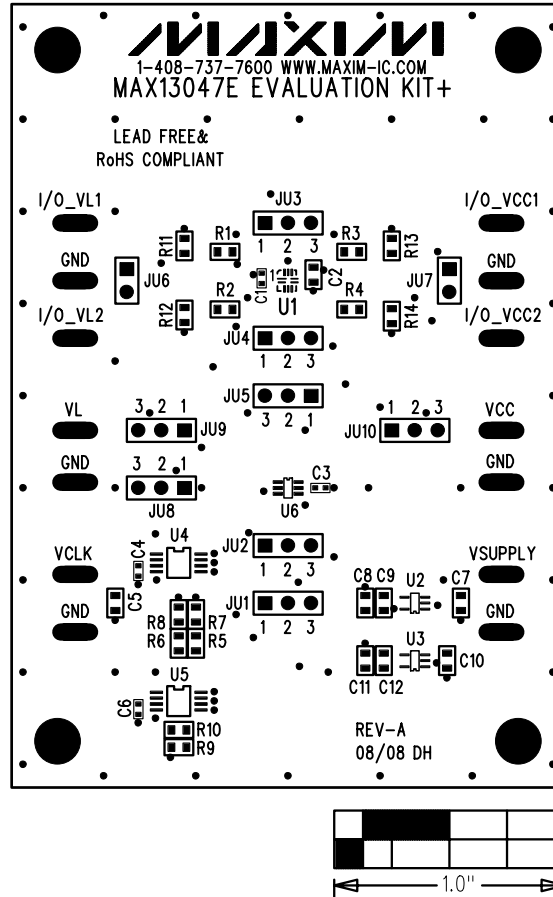 MAXIM
1-408-737-7600 WWW.MAXIM-IC.COM
MAX13047E EVALUATION KIT+
LEAD FREE&
RoHS COMPLIANT
I/O_VL1
JU3
I/O_VCC1
R11
R1
1 2 3
R3
R13
GND
GND
JU6
C1
1
C2
JU7
U1
R12
R2
R4
R14
I/O_VL2
I/O_VCC2
JU4
1 2 3
JU5
3 2 1
VL
3 2 1
JU9
1 2 3
JU10
VCC
GND
3 2 1
JU8
C3
U6
GND
VCLK
C4
U4
JU2
1 2 3
VSUPPLY
C5
C8
C9
U2
C7
GND
R8
R7
R6
R5
JU1
1 2 3
GND
U3
C10
C11
C12
U5
C6
R10
R9
REV-A
08/08 DH
1.0"